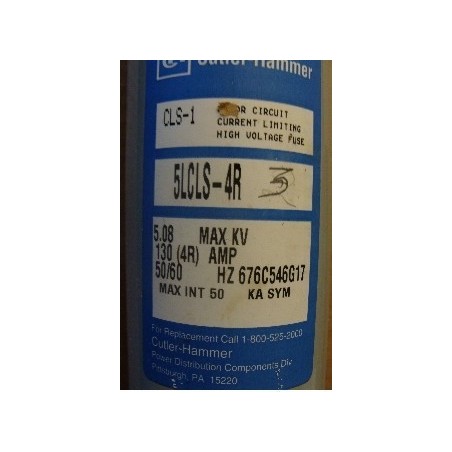 Cutler-Hammer
CLS-1
OR CIRCUIT
CURRENT LIMITING
HIGH VOLTAGE FUSE
5LCLS-4R 3
5.08 MAX KV
130 (4R) AMP
50/60 HZ 676C546G17
MAX INT 50 KA SYM
For Replacement Call 1-800-525-2000
Cutler-Hammer
Power Distribution Components Div.
Pittsburgh, PA 15220